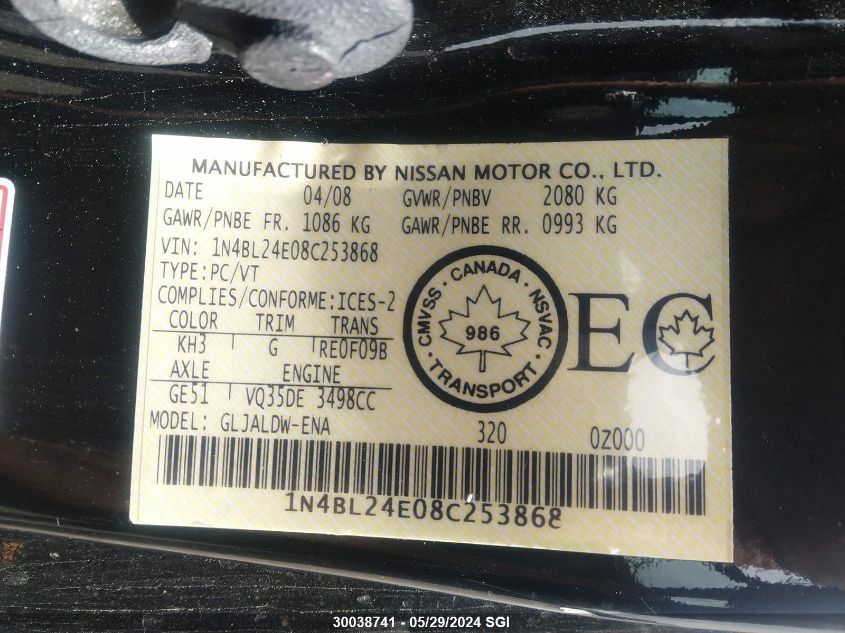 MANUFACTURED BY NISSAN MOTOR CO., LTD.
DATE 04/08 GVWR/PNBV 2080 KG
GAWR/PNBE FR. 1086 KG GAWR/PNBE RR. 0993 KG
VIN: 1N4BL24E08C253868
TYPE:PC/VT
COMPLIES/CONFORME:ICES-2
COLOR TRIM TRANS
KH3 G RE0F09B
AXLE ENGINE
GE51 VQ35DE 3498CC
MODEL: GLJALDW-ENA 320 0Z000
CMVSS · CANADA · NSVAC · TRANSPORT ·
986
EC
1N4BL24E08C253868
30038741 - 05/29/2024 SGI